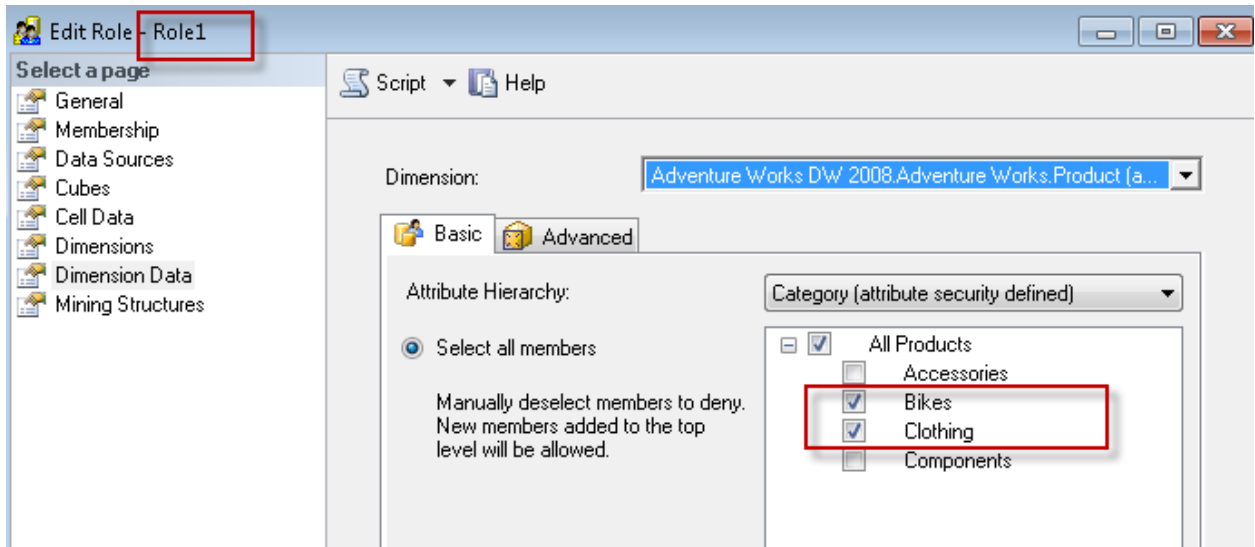 Edit Role - Role1
Select a page
General
Membership
Data Sources
Cubes
Cell Data
Dimensions
Dimension Data
Mining Structures
Script Help
Dimension: Adventure Works DW 2008.Adventure Works.Product (a...
Basic Advanced
Attribute Hierarchy: Category (attribute security defined)
Select all members
Manually deselect members to deny.
New members added to the top
level will be allowed.
All Products
Accessories
Bikes
Clothing
Components